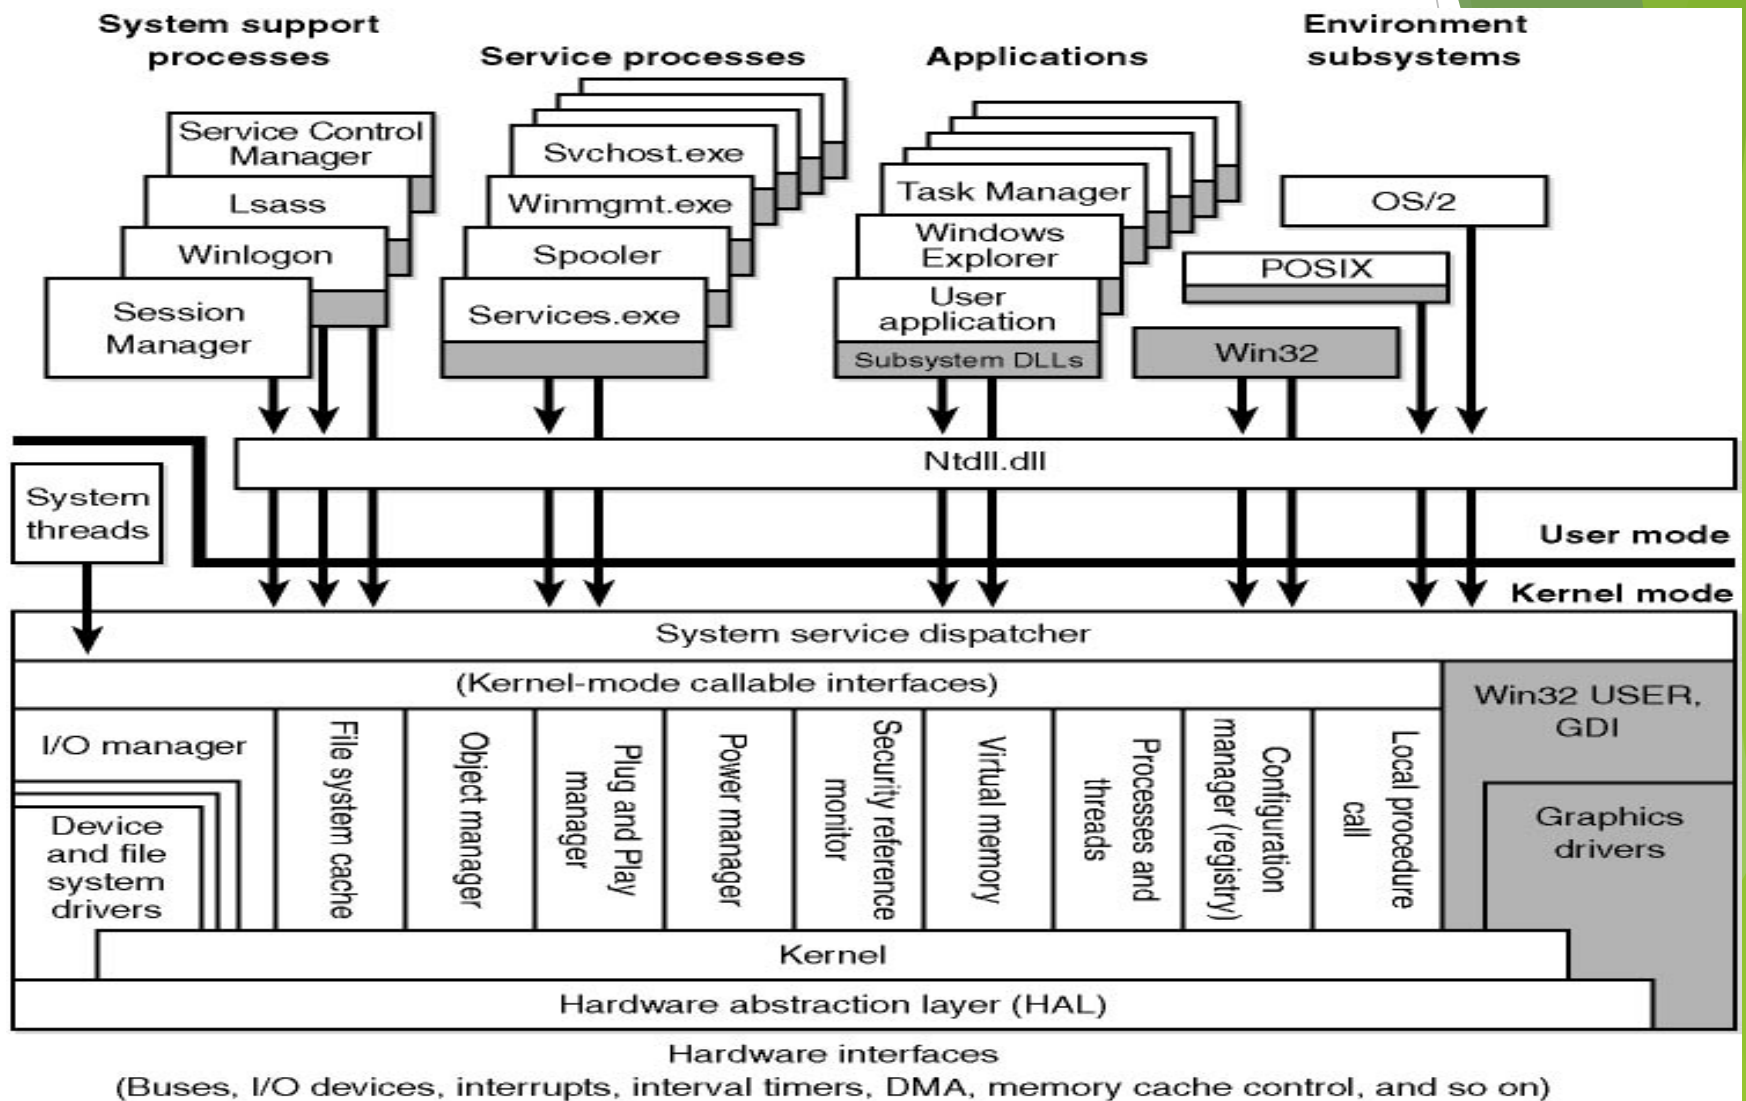 System support
processes
Service processes
Applications
Environment
subsystems
Service Control
Manager
Lsass
Winlogon
Session
Manager
Svchost.exe
Winmgmt.exe
Spooler
Services.exe
Task Manager
Windows
Explorer
User
application
Subsystem DLLs
OS/2
POSIX
Win32
Ntdll.dll
System
threads
User mode
Kernel mode
System service dispatcher
(Kernel-mode callable interfaces)
Win32 USER,
GDI
I/O manager
Device
and file
system
drivers
File system cache
Object manager
Plug and Play
manager
Power manager
Security reference
monitor
Virtual memory
Processes and
threads
Configuration
manager (registry)
Local procedure
call
Graphics
drivers
Kernel
Hardware abstraction layer (HAL)
Hardware interfaces
(Buses, I/O devices, interrupts, interval timers, DMA, memory cache control, and so on)